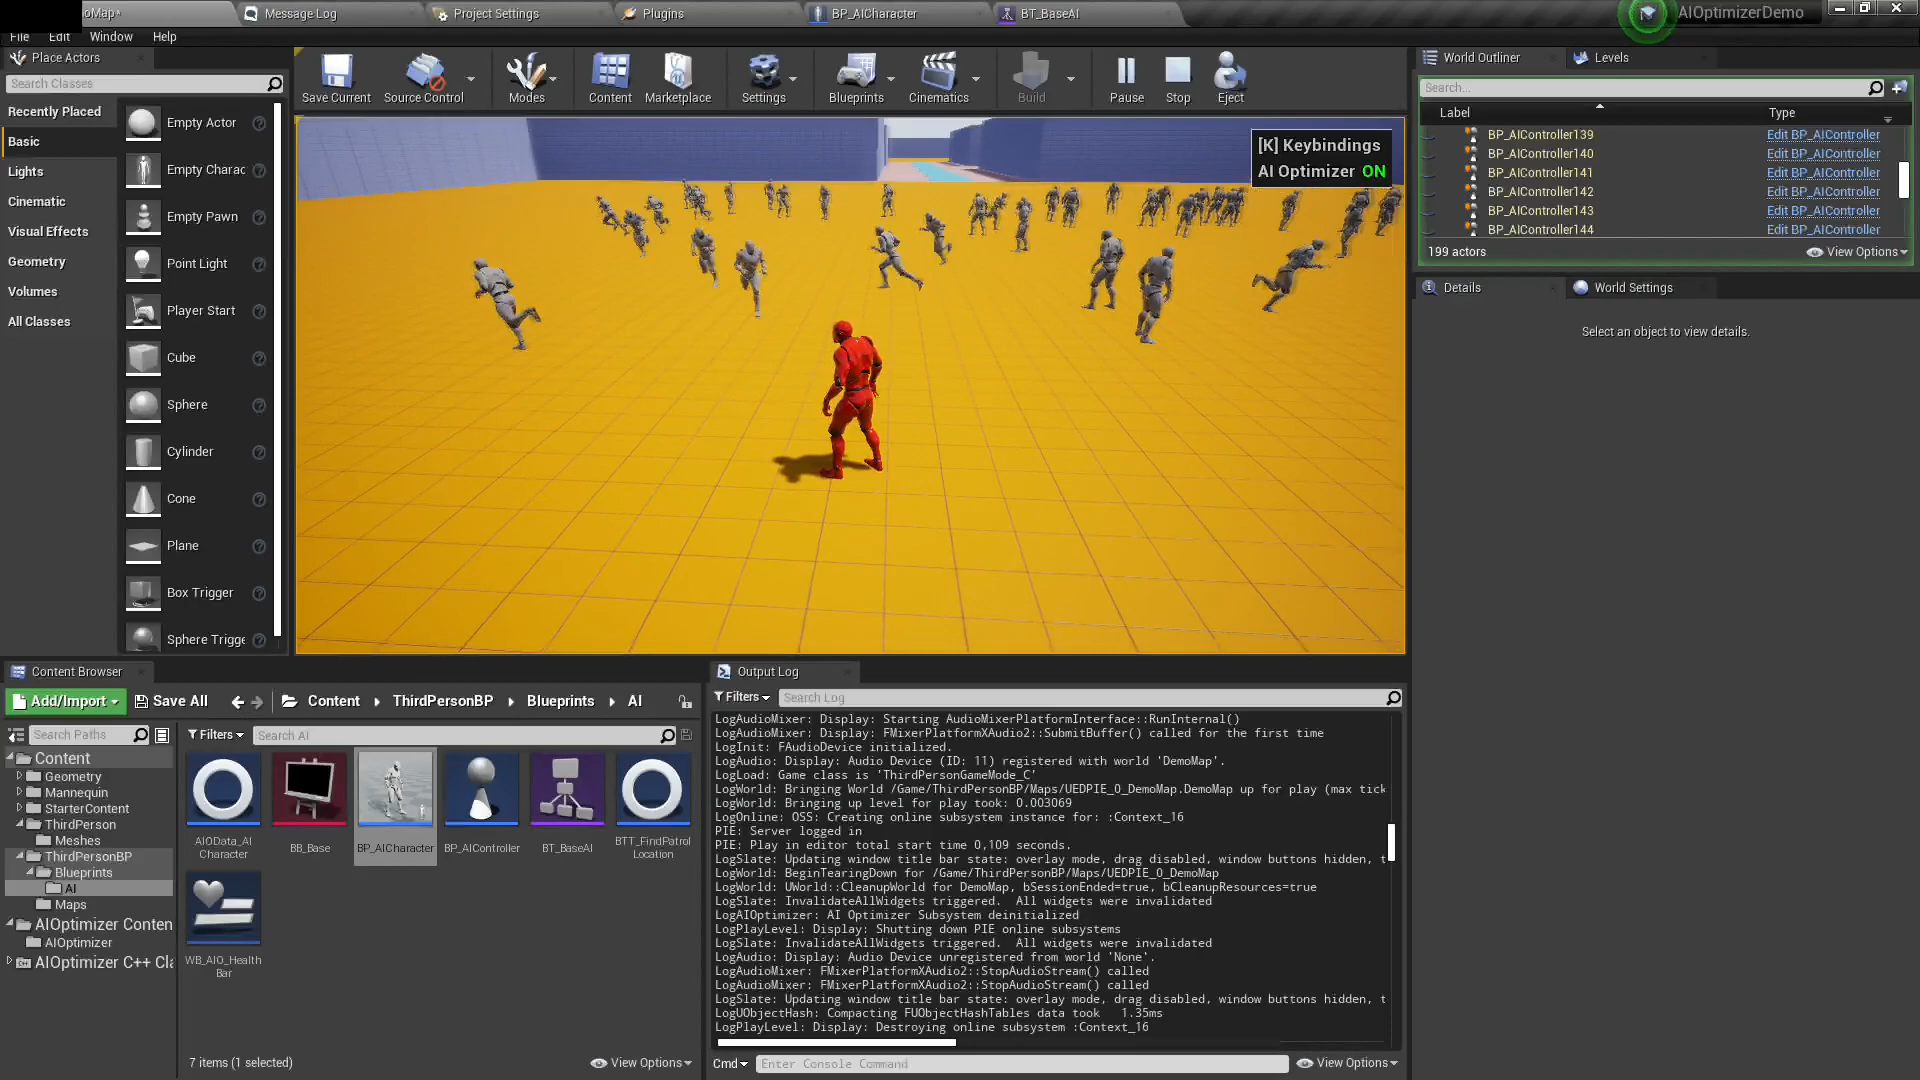 oMap*
Message Log
Project Settings
Plugins
BP_AICharacter
BT_BaseAI
AIOptimizerDemo
File
Edit
Window
Help
Place Actors
Search Classes
Recently Placed
Basic
Lights
Cinematic
Visual Effects
Geometry
Volumes
All Classes
Empty Actor
Empty Charac
Empty Pawn
Point Light
Player Start
Cube
Sphere
Cylinder
Cone
Plane
Box Trigger
Sphere Trigge
Save Current
Source Control
Modes
Content
Marketplace
Settings
Blueprints
Cinematics
Build
Pause
Stop
Eject
[K] Keybindings
AI Optimizer ON
World Outliner
Levels
Search...
Label
Type
BP_AIController139 Edit BP_AIController
BP_AIController140 Edit BP_AIController
BP_AIController141 Edit BP_AIController
BP_AIController142 Edit BP_AIController
BP_AIController143 Edit BP_AIController
BP_AIController144 Edit BP_AIController
199 actors
View Options
Details
World Settings
Select an object to view details.
Content Browser
Add/Import
Save All
Content
ThirdPersonBP
Blueprints
AI
Search Paths
Filters
Search AI
Content
Geometry
Mannequin
StarterContent
ThirdPerson
Meshes
ThirdPersonBP
Blueprints
AI
Maps
AIOptimizer Conten
AIOptimizer
AIOptimizer C++ Cla
AIOData_AI
Character
BB_Base
BP_AICharacter
BP_AIController
BT_BaseAI
BTT_FindPatrol
Location
WB_AIO_Health
Bar
7 items (1 selected)
View Options
Output Log
Filters
Search Log
LogAudioMixer: Display: Starting AudioMixerPlatformInterface::RunInternal()
LogAudioMixer: Display: FMixerPlatformXAudio2::SubmitBuffer() called for the first time
LogInit: FAudioDevice initialized.
LogAudio: Display: Audio Device (ID: 11) registered with world 'DemoMap'.
LogLoad: Game class is 'ThirdPersonGameMode_C'
LogWorld: Bringing World /Game/ThirdPersonBP/Maps/UEDPIE_0_DemoMap.DemoMap up for play (max tick
LogWorld: Bringing up level for play took: 0.003069
LogOnline: OSS: Creating online subsystem instance for: :Context_16
PIE: Server logged in
PIE: Play in editor total start time 0,109 seconds.
LogSlate: Updating window title bar state: overlay mode, drag disabled, window buttons hidden, t
LogWorld: BeginTearingDown for /Game/ThirdPersonBP/Maps/UEDPIE_0_DemoMap
LogWorld: UWorld::CleanupWorld for DemoMap, bSessionEnded=true, bCleanupResources=true
LogSlate: InvalidateAllWidgets triggered.  All widgets were invalidated
LogAIOptimizer: AI Optimizer Subsystem deinitialized
LogPlayLevel: Display: Shutting down PIE online subsystems
LogSlate: InvalidateAllWidgets triggered.  All widgets were invalidated
LogAudio: Display: Audio Device unregistered from world 'None'.
LogAudioMixer: FMixerPlatformXAudio2::StopAudioStream() called
LogAudioMixer: FMixerPlatformXAudio2::StopAudioStream() called
LogSlate: Updating window title bar state: overlay mode, drag disabled, window buttons hidden, t
LogUObjectHash: Compacting FUObjectHashTables data took   1.35ms
LogPlayLevel: Display: Destroying online subsystem :Context_16
Cmd
Enter Console Command
View Options